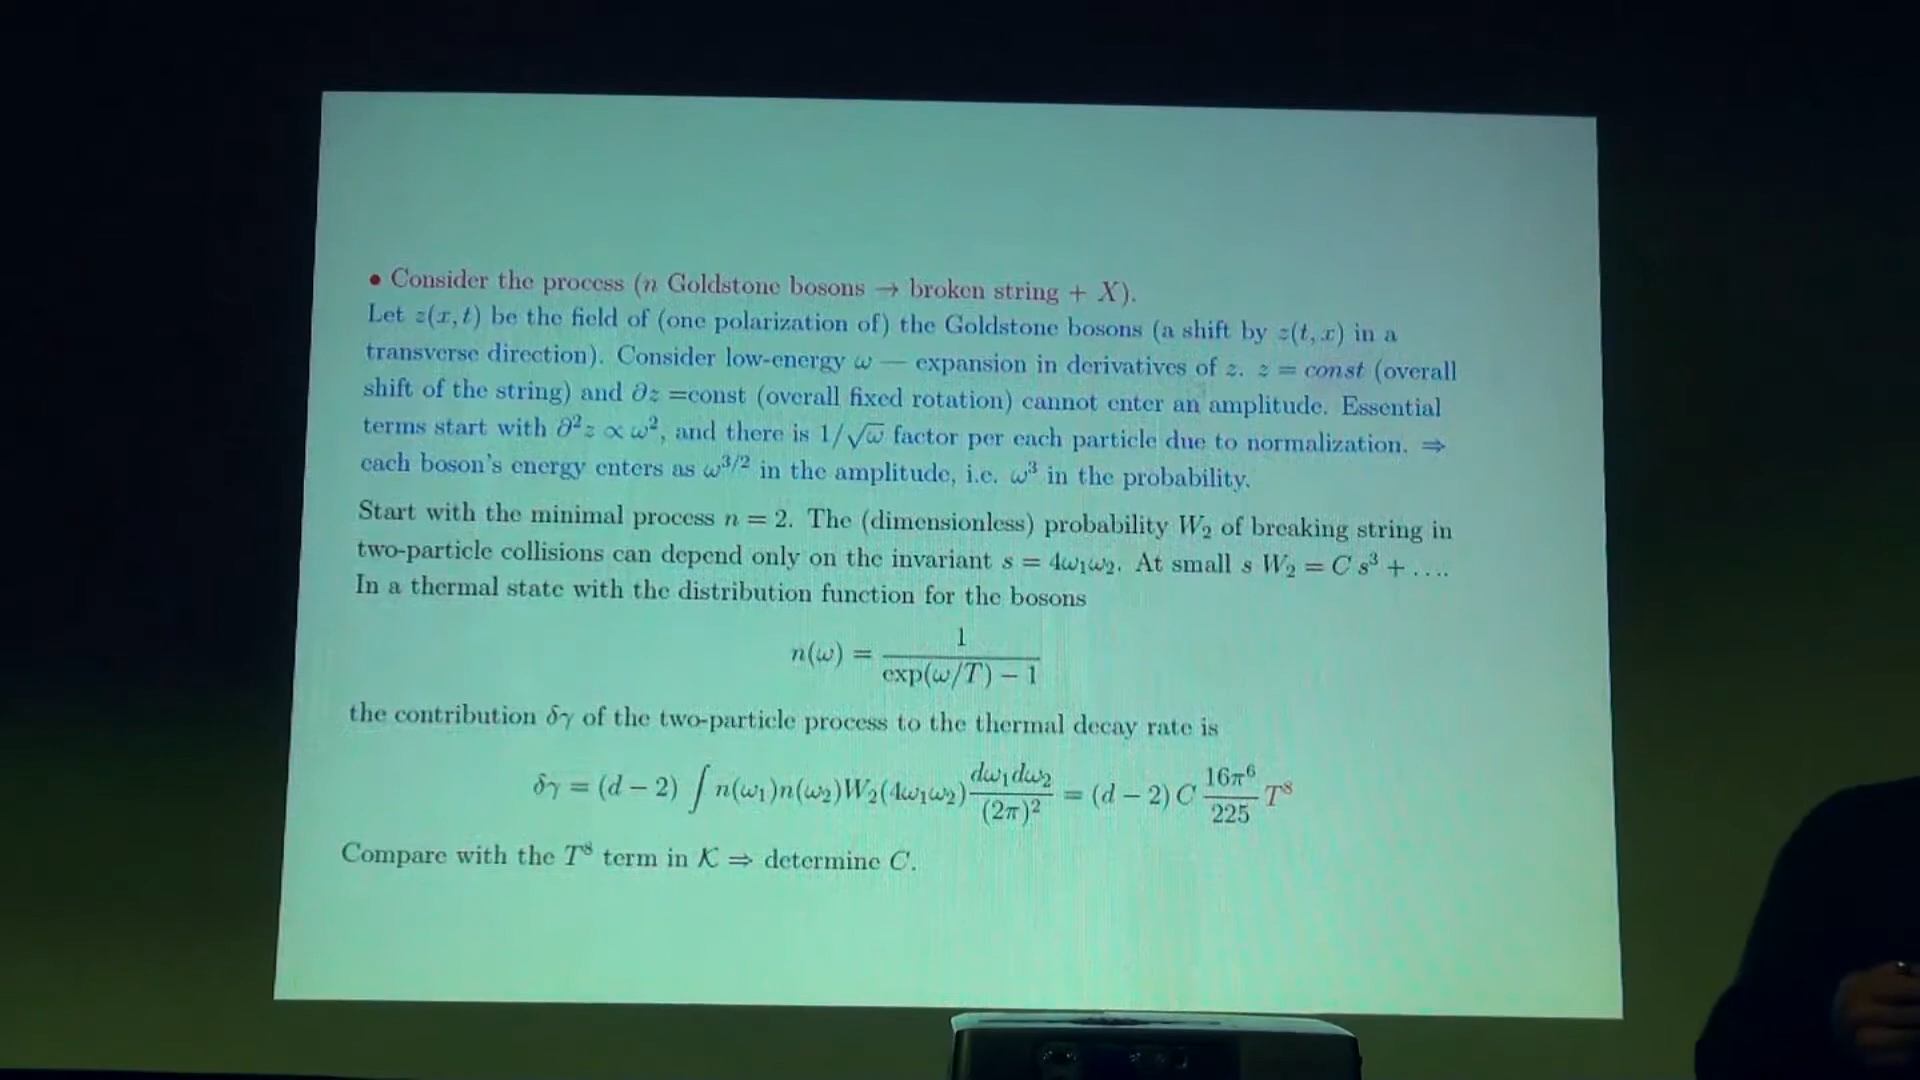 • Consider the process (n Goldstone bosons → broken string + X).
Let z(x, t) be the field of (one polarization of) the Goldstone bosons (a shift by z(t, x) in a
transverse direction). Consider low-energy ω — expansion in derivatives of z. z = const (overall
shift of the string) and ∂z =const (overall fixed rotation) cannot enter an amplitude. Essential
terms start with ∂²z ∝ ω², and there is 1/√ω factor per each particle due to normalization. ⇒
each boson's energy enters as ω^{3/2} in the amplitude, i.e. ω³ in the probability.
Start with the minimal process n = 2. The (dimensionless) probability W₂ of breaking string in
two-particle collisions can depend only on the invariant s = 4ω₁ω₂. At small s W₂ = C s³ + ....
In a thermal state with the distribution function for the bosons
n(ω) = 1 / (exp(ω/T) − 1)
the contribution δγ of the two-particle process to the thermal decay rate is
δγ = (d − 2) ∫ n(ω₁)n(ω₂)W₂(4ω₁ω₂) dω₁dω₂ / (2π)² = (d − 2) C 16π⁶ / 225 T⁸
Compare with the T⁸ term in K ⇒ determine C.